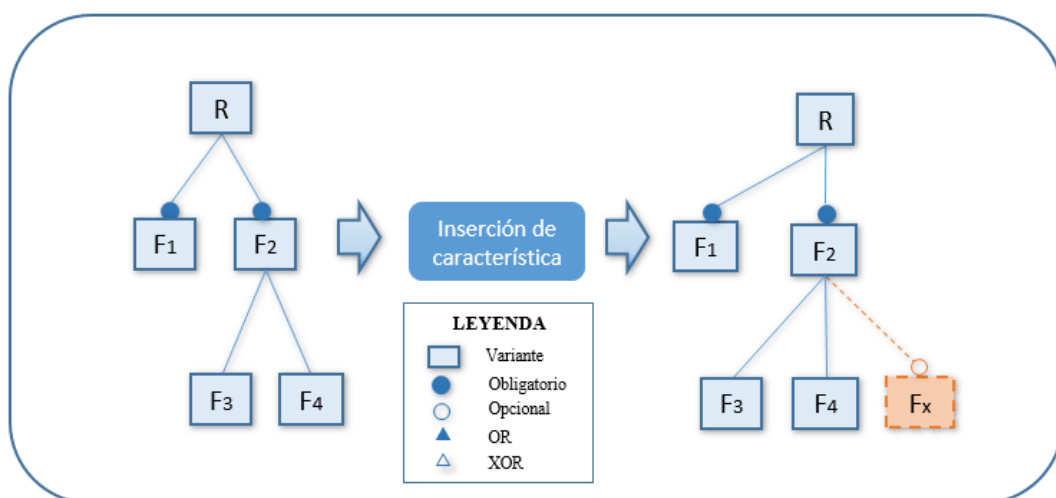 R
F1
F2
F3
F4
Inserción de
característica
LEYENDA
Variante
Obligatorio
Opcional
OR
XOR
R
F1
F2
F3
F4
Fx